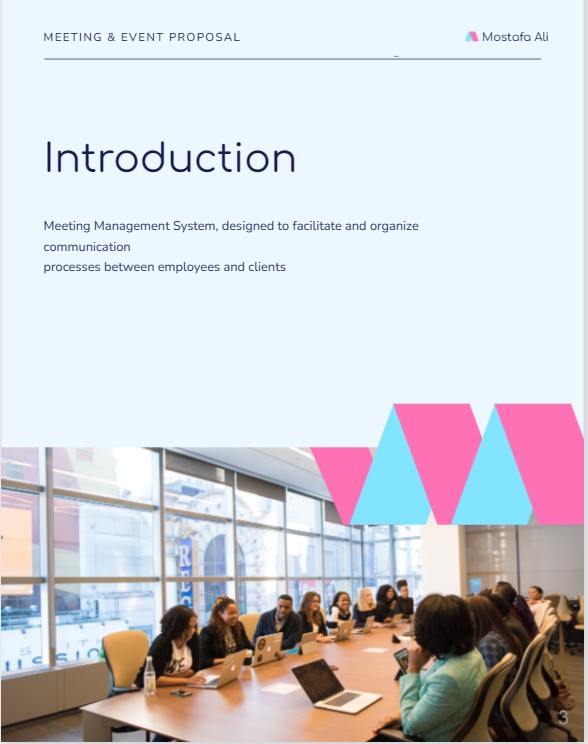 MEETING & EVENT PROPOSAL
Mostafa Ali
Introduction
Meeting Management System, designed to facilitate and organize
communication
processes between employees and clients
3